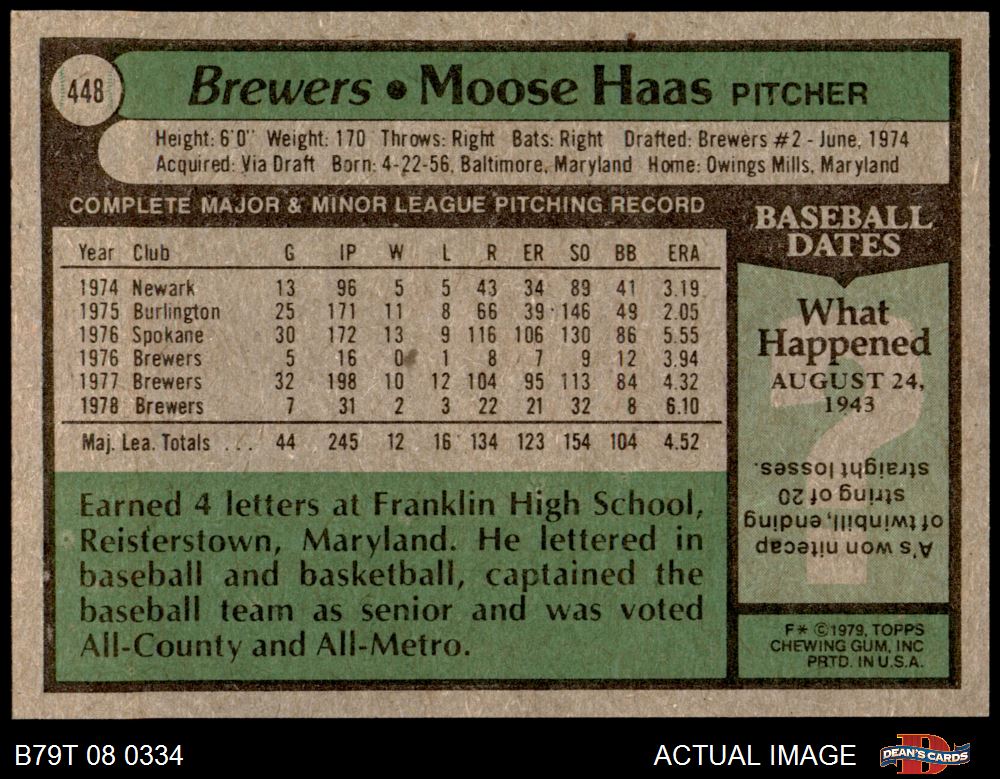 448
Brewers • Moose Haas PITCHER
Height: 6'0" Weight: 170 Throws: Right Bats: Right Drafted: Brewers #2 - June, 1974
Acquired: Via Draft Born: 4-22-56, Baltimore, Maryland Home: Owings Mills, Maryland
COMPLETE MAJOR & MINOR LEAGUE PITCHING RECORD
Year Club G IP W L R ER SO BB ERA
1974 Newark 13 96 5 5 43 34 89 41 3.19
1975 Burlington 25 171 11 8 66 39 146 49 2.05
1976 Spokane 30 172 13 9 116 106 130 86 5.55
1976 Brewers 5 16 0 1 8 7 9 12 3.94
1977 Brewers 32 198 10 12 104 95 113 84 4.32
1978 Brewers 7 31 2 3 22 21 32 8 6.10
Maj. Lea. Totals ... 44 245 12 16 134 123 154 104 4.52
Earned 4 letters at Franklin High School,
Reisterstown, Maryland. He lettered in
baseball and basketball, captained the
baseball team as senior and was voted
All-County and All-Metro.
BASEBALL
DATES
What
Happened
AUGUST 24,
1943
?
A's won nitecap
of twinbill, ending
string of 20
straight losses.
F* ©1979, TOPPS
CHEWING GUM, INC
PRTD. IN U.S.A.
B79T 08 0334
ACTUAL IMAGE
DEAN'S CARDS